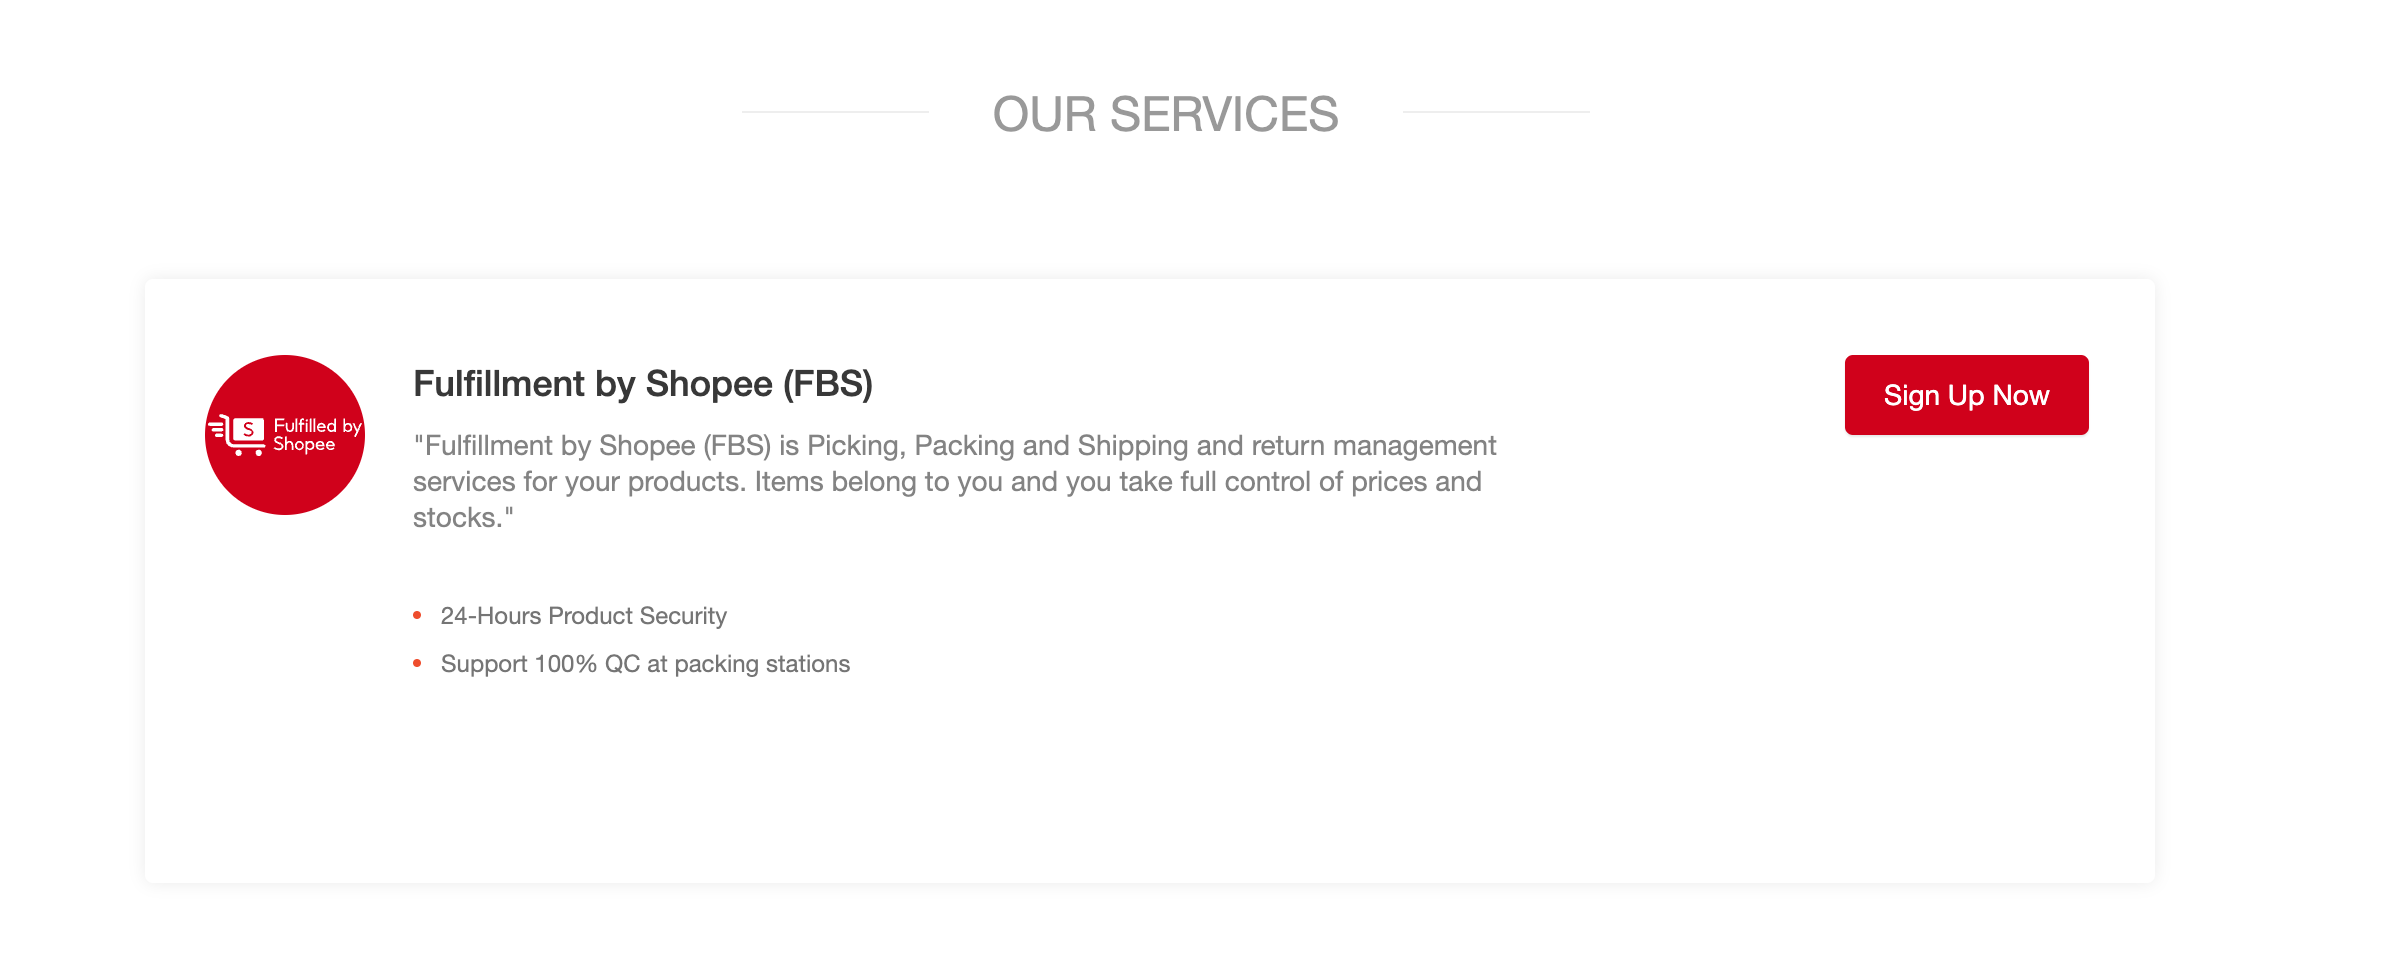 OUR SERVICES
S
Fulfilled by
Shopee
Fulfillment by Shopee (FBS)
Sign Up Now
"Fulfillment by Shopee (FBS) is Picking, Packing and Shipping and return management
services for your products. Items belong to you and you take full control of prices and
stocks."
24-Hours Product Security
Support 100% QC at packing stations